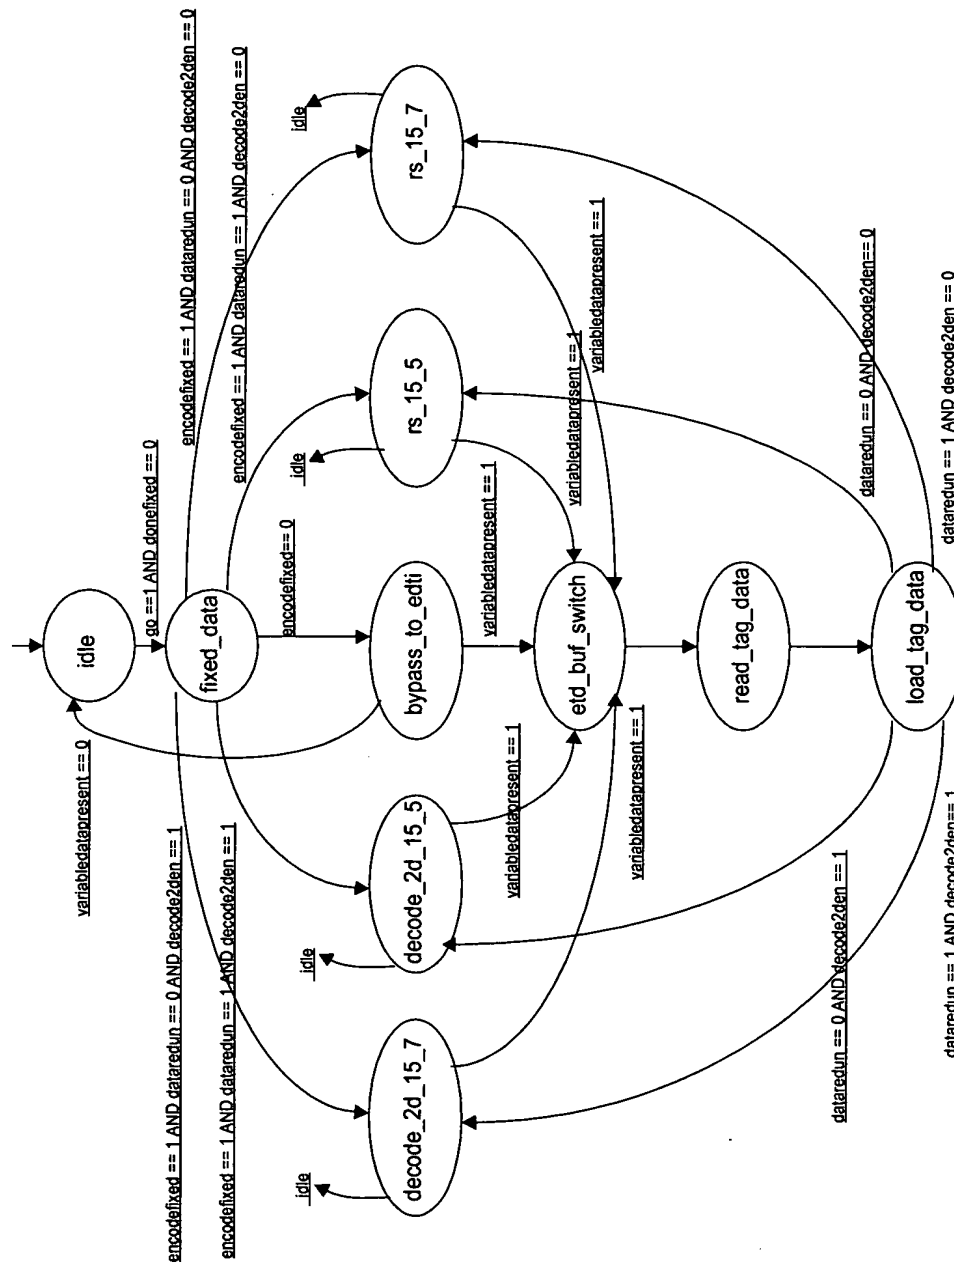 idle
go ==1 AND donefixed == 0
variabledatapresent == 0
fixed_data
encodefixed == 1 AND dataredun == 0 AND decode2den == 1
encodefixed == 1 AND dataredun == 1 AND decode2den == 1
encodefixed== 0
encodefixed == 1 AND dataredun == 0 AND decode2den == 0
encodefixed == 1 AND dataredun == 1 AND decode2den == 0
idle
idle
idle
idle
decode_2d_15_7
decode_2d_15_5
bypass_to_edti
rs_15_5
rs_15_7
variabledatapresent == 1
variabledatapresent == 1
variabledatapresent == 1
variabledatapresent == 1
variabledatapresent == 1
etd_buf_switch
read_tag_data
load_tag_data
dataredun == 0 AND decode2den == 1
dataredun == 0 AND decode2den== 0
dataredun == 1 AND decode2den== 1
dataredun == 1 AND decode2den == 0